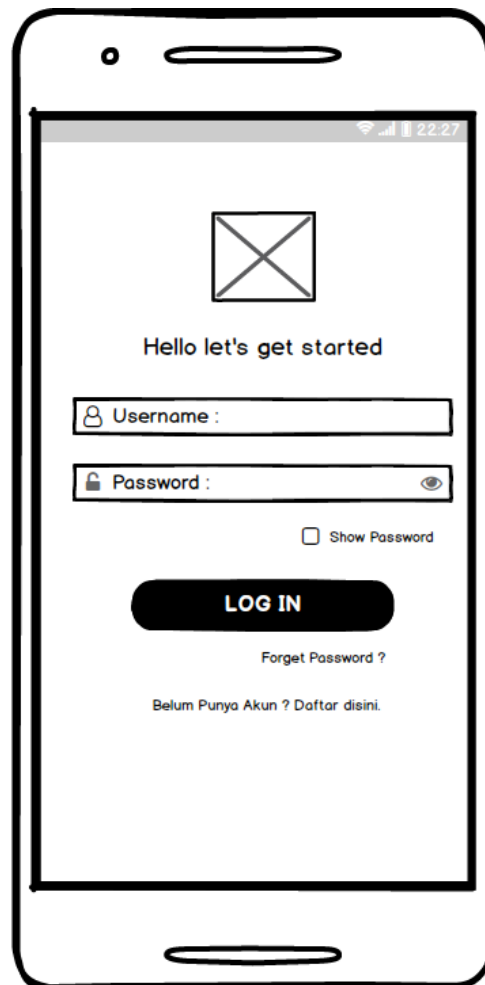 22:27
Hello let's get started
Username :
Password :
Show Password
LOG IN
Forget Password ?
Belum Punya Akun ? Daftar disini.